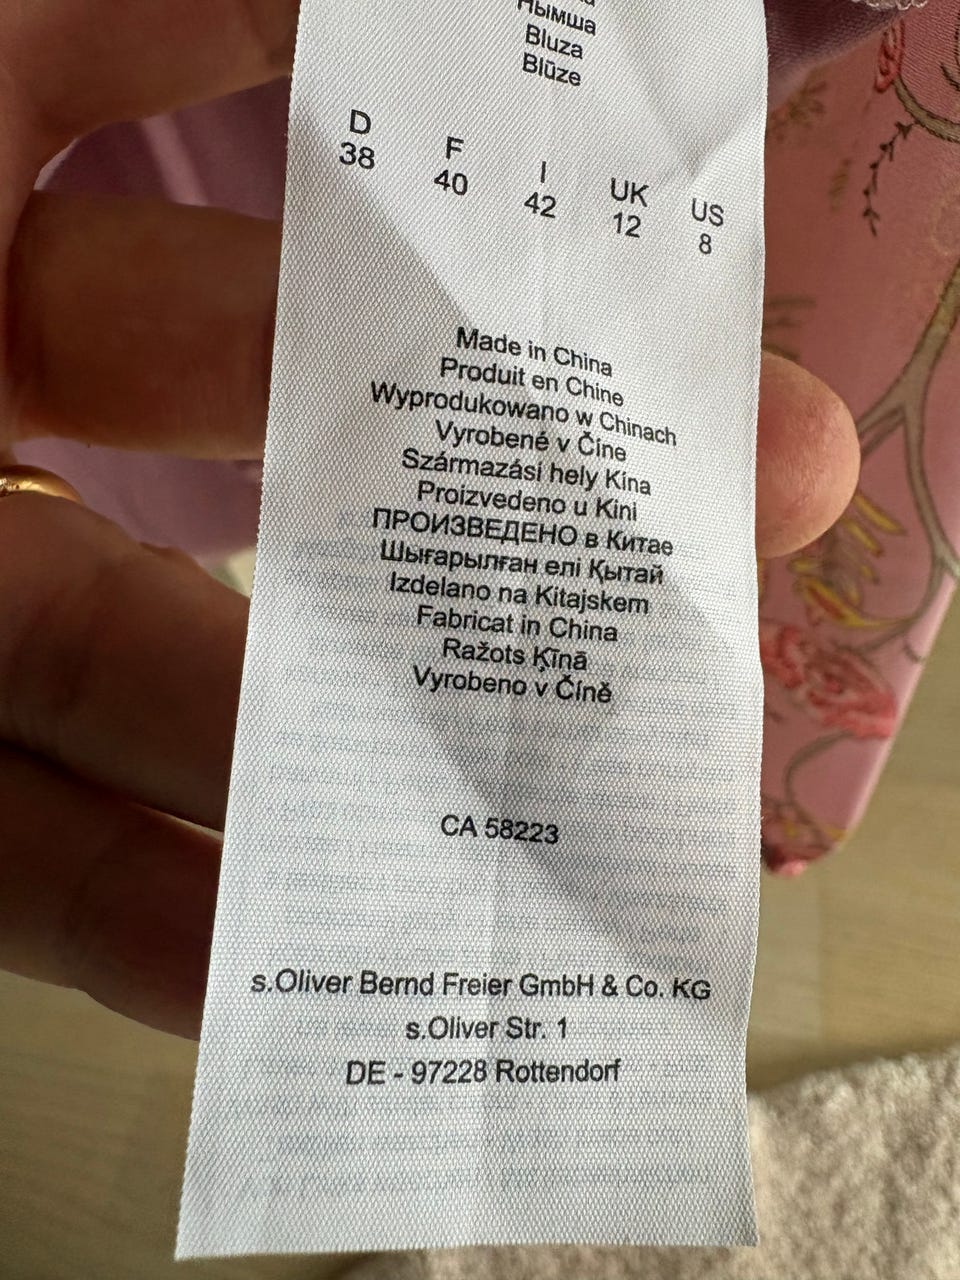 Нымша
Bluza
Blūze
D F I UK US
38 40 42 12 8
Made in China
Produit en Chine
Wyprodukowano w Chinach
Vyrobené v Číne
Származási hely Kína
Proizvedeno u Kini
ПРОИЗВЕДЕНО в Китае
Шығарылған елі Қытай
Izdelano na Kitajskem
Fabricat in China
Ražots Ķīnā
Vyrobeno v Číně
CA 58223
s.Oliver Bernd Freier GmbH & Co. KG
s.Oliver Str. 1
DE - 97228 Rottendorf